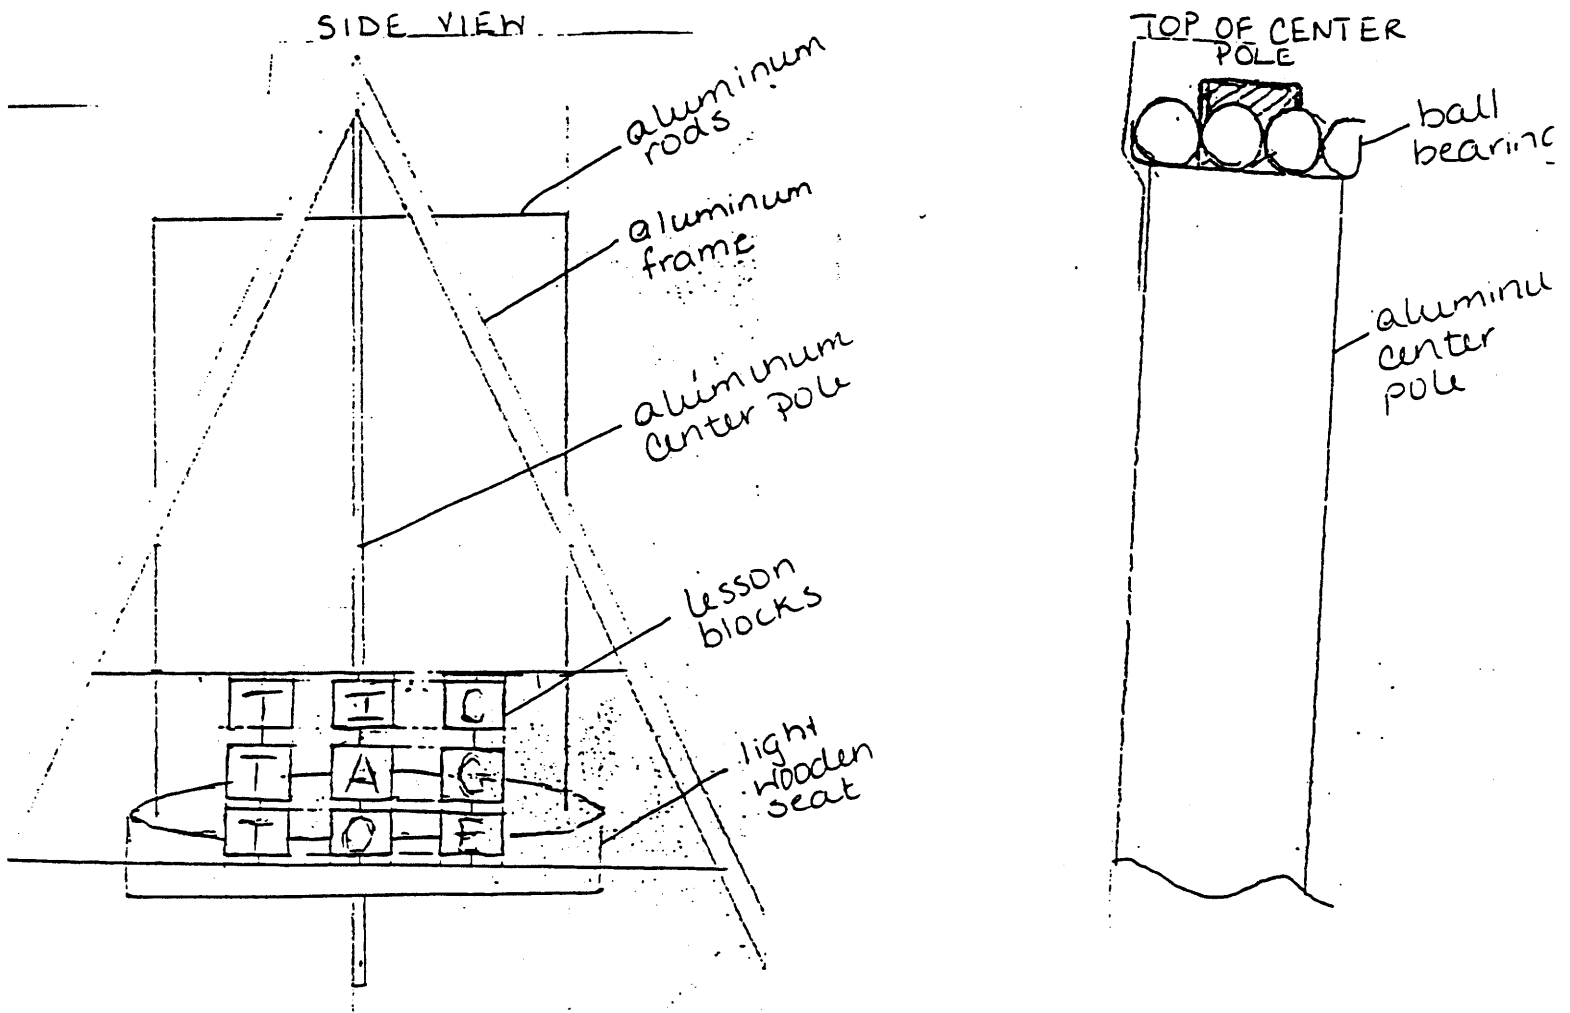 SIDE VIEW
aluminum
rods
aluminum
frame
aluminum
center pole
lesson
blocks
light
wooden
seat
T I C
T A C
T O E
TOP OF CENTER
POLE
ball
bearing
aluminu
center
pole